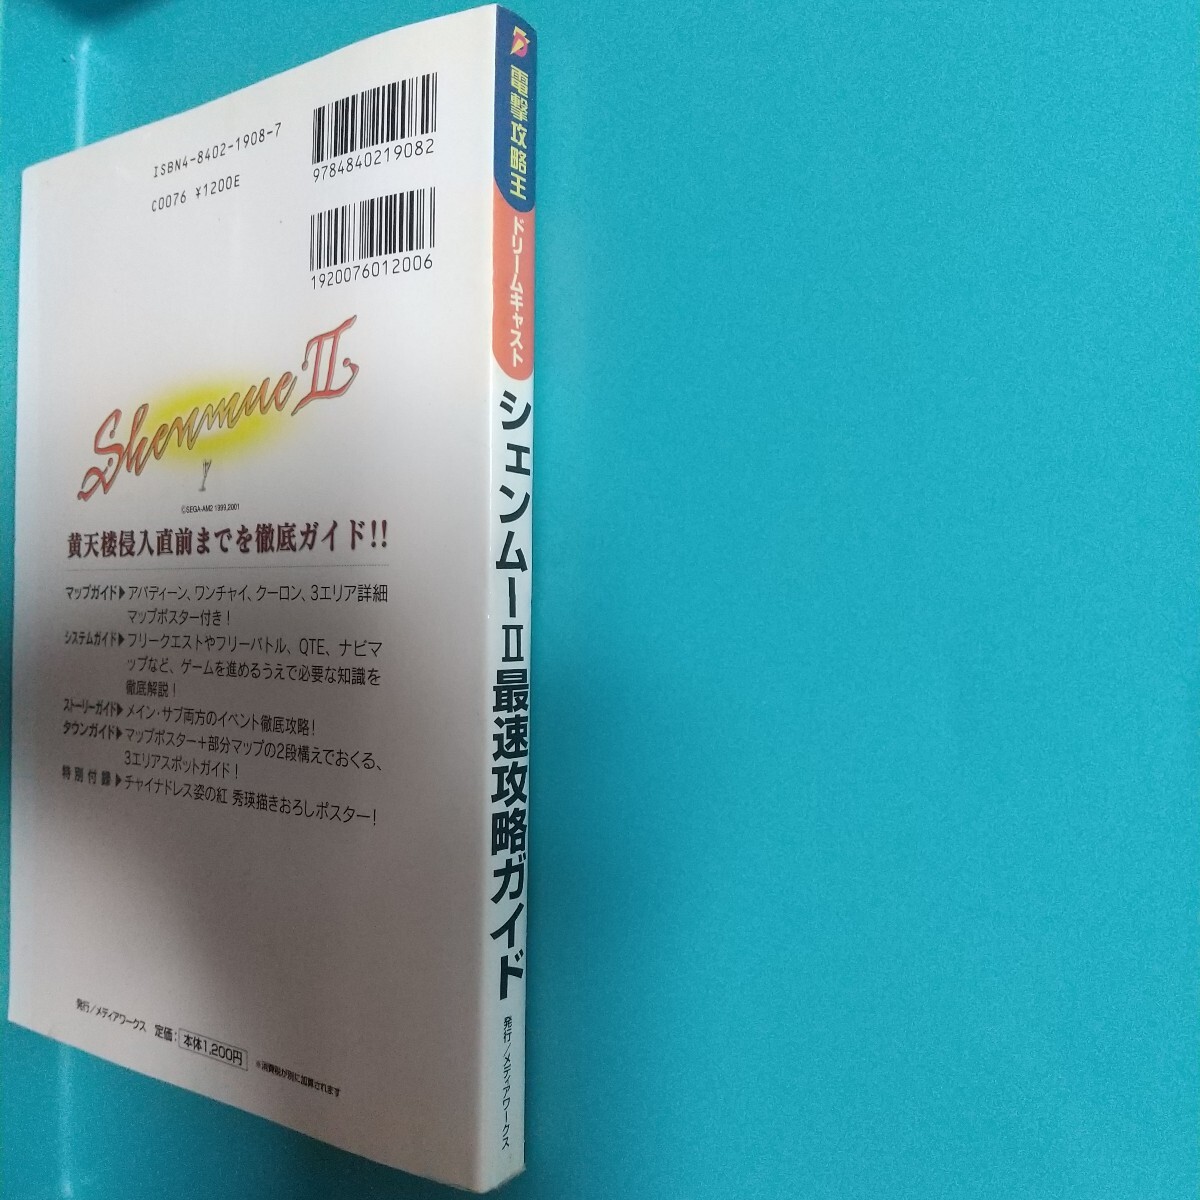 ISBN4-8402-1908-7
C0076 ¥1200E
9784840219082
1920076012006
Shenmue II
©SEGA-AM2 1999,2001
黄天楼侵入直前までを徹底ガイド!!
マップガイド▶アバディーン、ワンチャイ、クーロン、3エリア詳細
マップポスター付き！
システムガイド▶フリークエストやフリーバトル、QTE、ナビマ
ップなど、ゲームを進めるうえで必要な知識を
徹底解説！
ストーリーガイド▶メイン・サブ両方のイベント徹底攻略！
タウンガイド▶マップポスター＋部分マップの2段構えでおくる、
3エリアスポットガイド！
特別付録▶チャイナドレス姿の紅 秀瑛描きおろしポスター！
発行／メディアワークス 定価：本体1,200円 ※消費税が別に加算されます
電撃攻略王
ドリームキャスト
シェンムーII 最速攻略ガイド
発行／メディアワークス